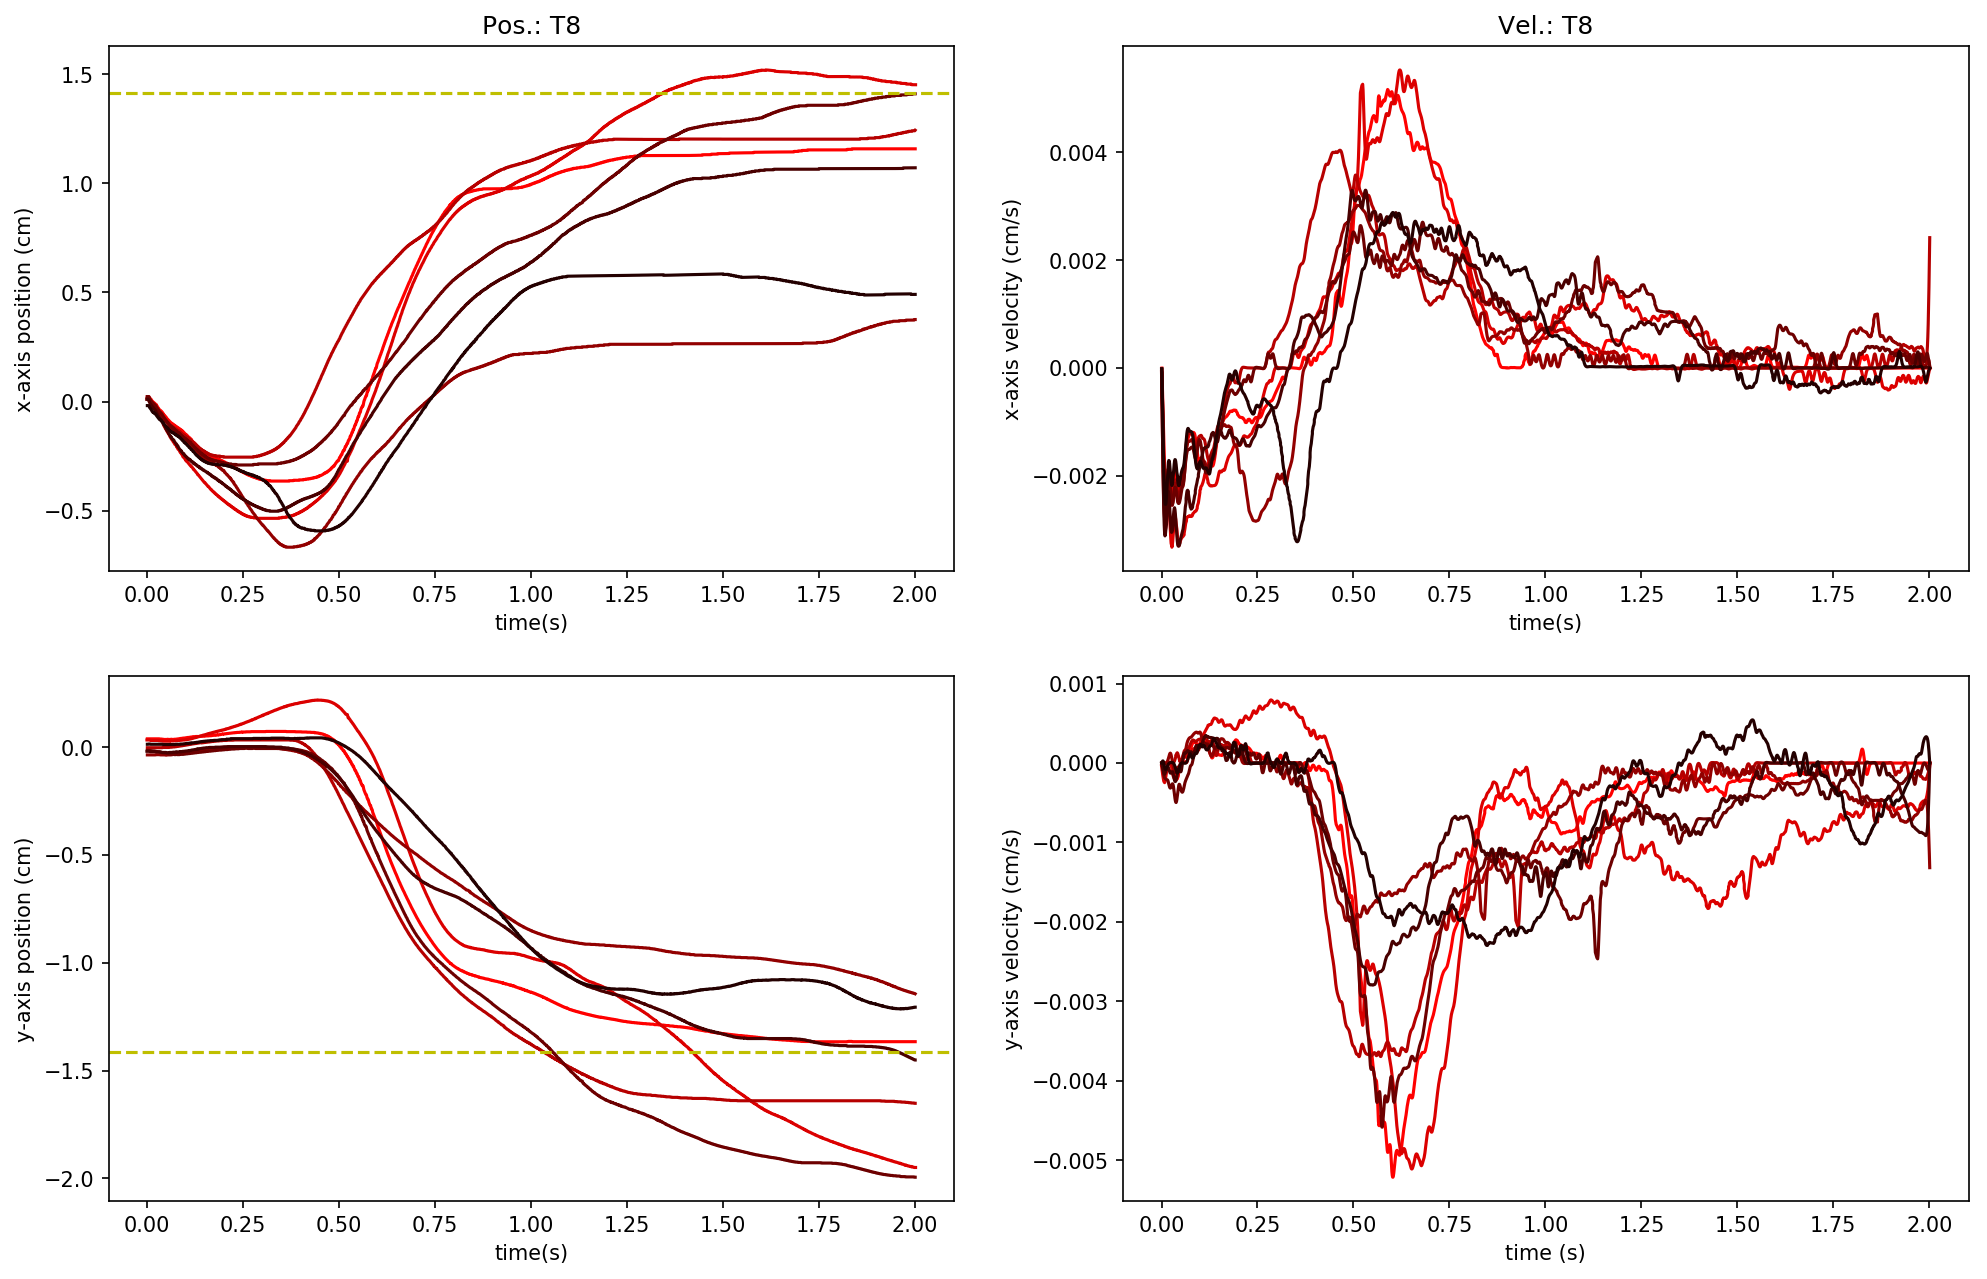 Pos.: T8
x-axis position (cm)
1.5
1.0
0.5
0.0
−0.5
0.00 0.25 0.50 0.75 1.00 1.25 1.50 1.75 2.00
time(s)
Vel.: T8
x-axis velocity (cm/s)
0.004
0.002
0.000
−0.002
0.00 0.25 0.50 0.75 1.00 1.25 1.50 1.75 2.00
time(s)
y-axis position (cm)
0.0
−0.5
−1.0
−1.5
−2.0
0.00 0.25 0.50 0.75 1.00 1.25 1.50 1.75 2.00
time(s)
y-axis velocity (cm/s)
0.001
0.000
−0.001
−0.002
−0.003
−0.004
−0.005
0.00 0.25 0.50 0.75 1.00 1.25 1.50 1.75 2.00
time (s)